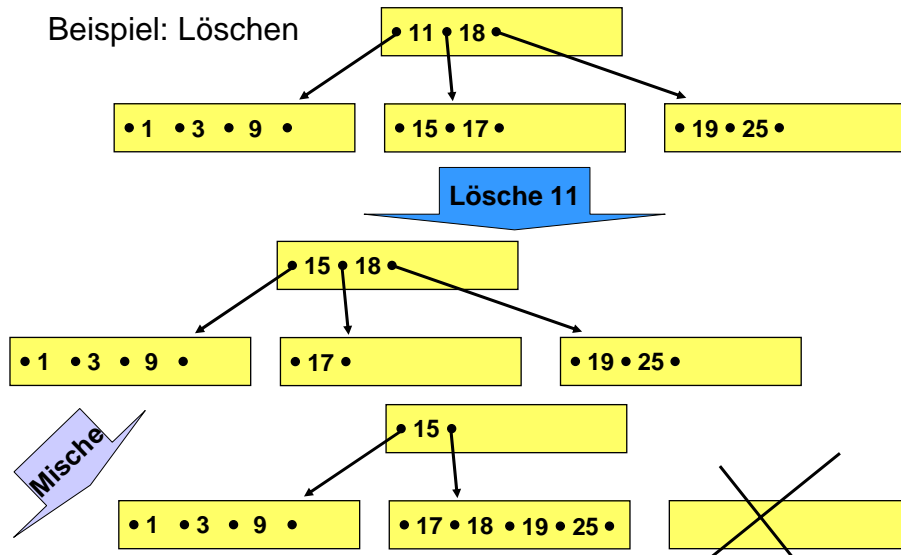 Beispiel: Löschen
• 11 • 18 •
• 1 • 3 • 9 •
• 15 • 17 •
• 19 • 25 •
Lösche 11
• 15 • 18 •
• 1 • 3 • 9 •
• 17 •
• 19 • 25 •
Mische
• 15 •
• 1 • 3 • 9 •
• 17 • 18 • 19 • 25 •